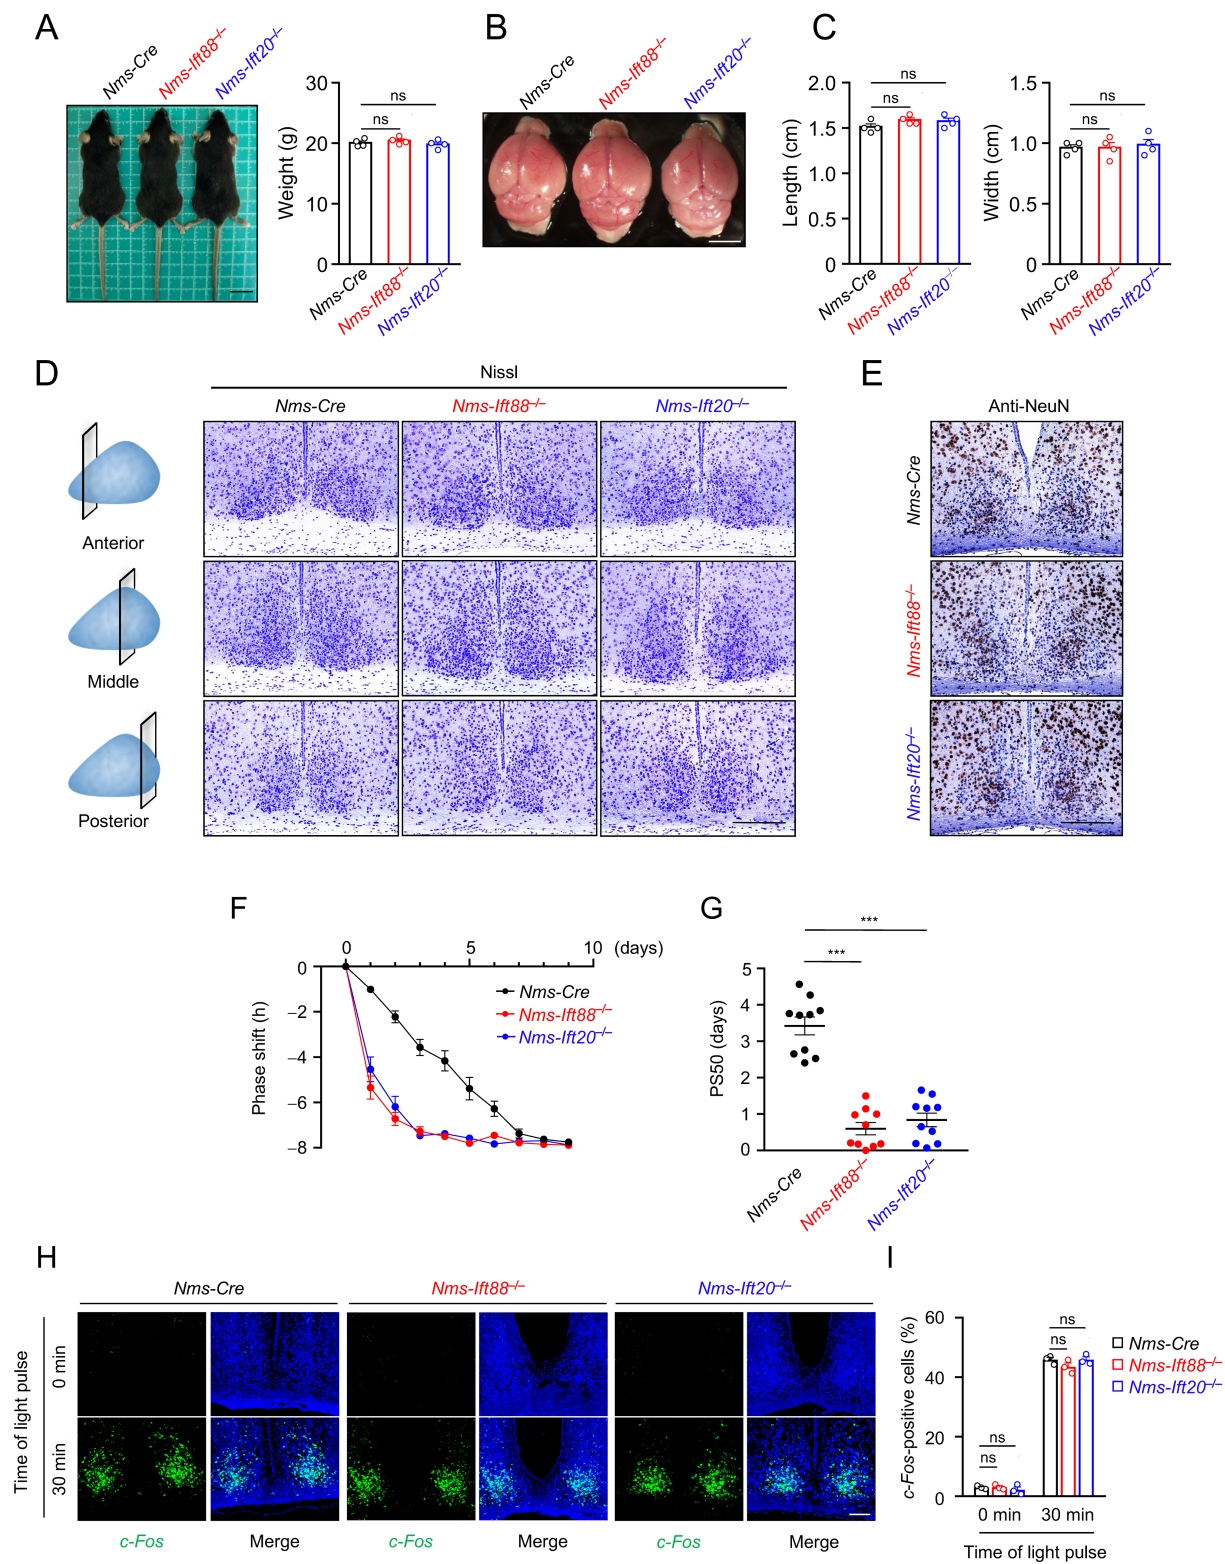 A
Nms-Cre
Nms-Ift88–/–
Nms-Ift20–/–
Weight (g)
30
20
10
0
ns
ns
Nms-Cre
Nms-Ift88–/–
Nms-Ift20–/–
B
Nms-Cre
Nms-Ift88–/–
Nms-Ift20–/–
C
Length (cm)
2.0
1.5
1.0
0.5
0
ns
ns
Nms-Cre
Nms-Ift88–/–
Nms-Ift20–/–
Width (cm)
1.5
1.0
0.5
0
ns
ns
Nms-Cre
Nms-Ift88–/–
Nms-Ift20–/–
D
Nissl
Nms-Cre
Nms-Ift88–/–
Nms-Ift20–/–
Anterior
Middle
Posterior
E
Anti-NeuN
Nms-Cre
Nms-Ift88–/–
Nms-Ift20–/–
F
0 5 10 (days)
Phase shift (h)
0
–2
–4
–6
–8
Nms-Cre
Nms-Ift88–/–
Nms-Ift20–/–
G
***
***
PS50 (days)
5
4
3
2
1
0
Nms-Cre
Nms-Ift88–/–
Nms-Ift20–/–
H
Nms-Cre
Nms-Ift88–/–
Nms-Ift20–/–
Time of light pulse
0 min
30 min
c-Fos
Merge
c-Fos
Merge
c-Fos
Merge
I
c-Fos-positive cells (%)
60
40
20
0
ns
ns
ns
ns
Nms-Cre
Nms-Ift88–/–
Nms-Ift20–/–
0 min
30 min
Time of light pulse